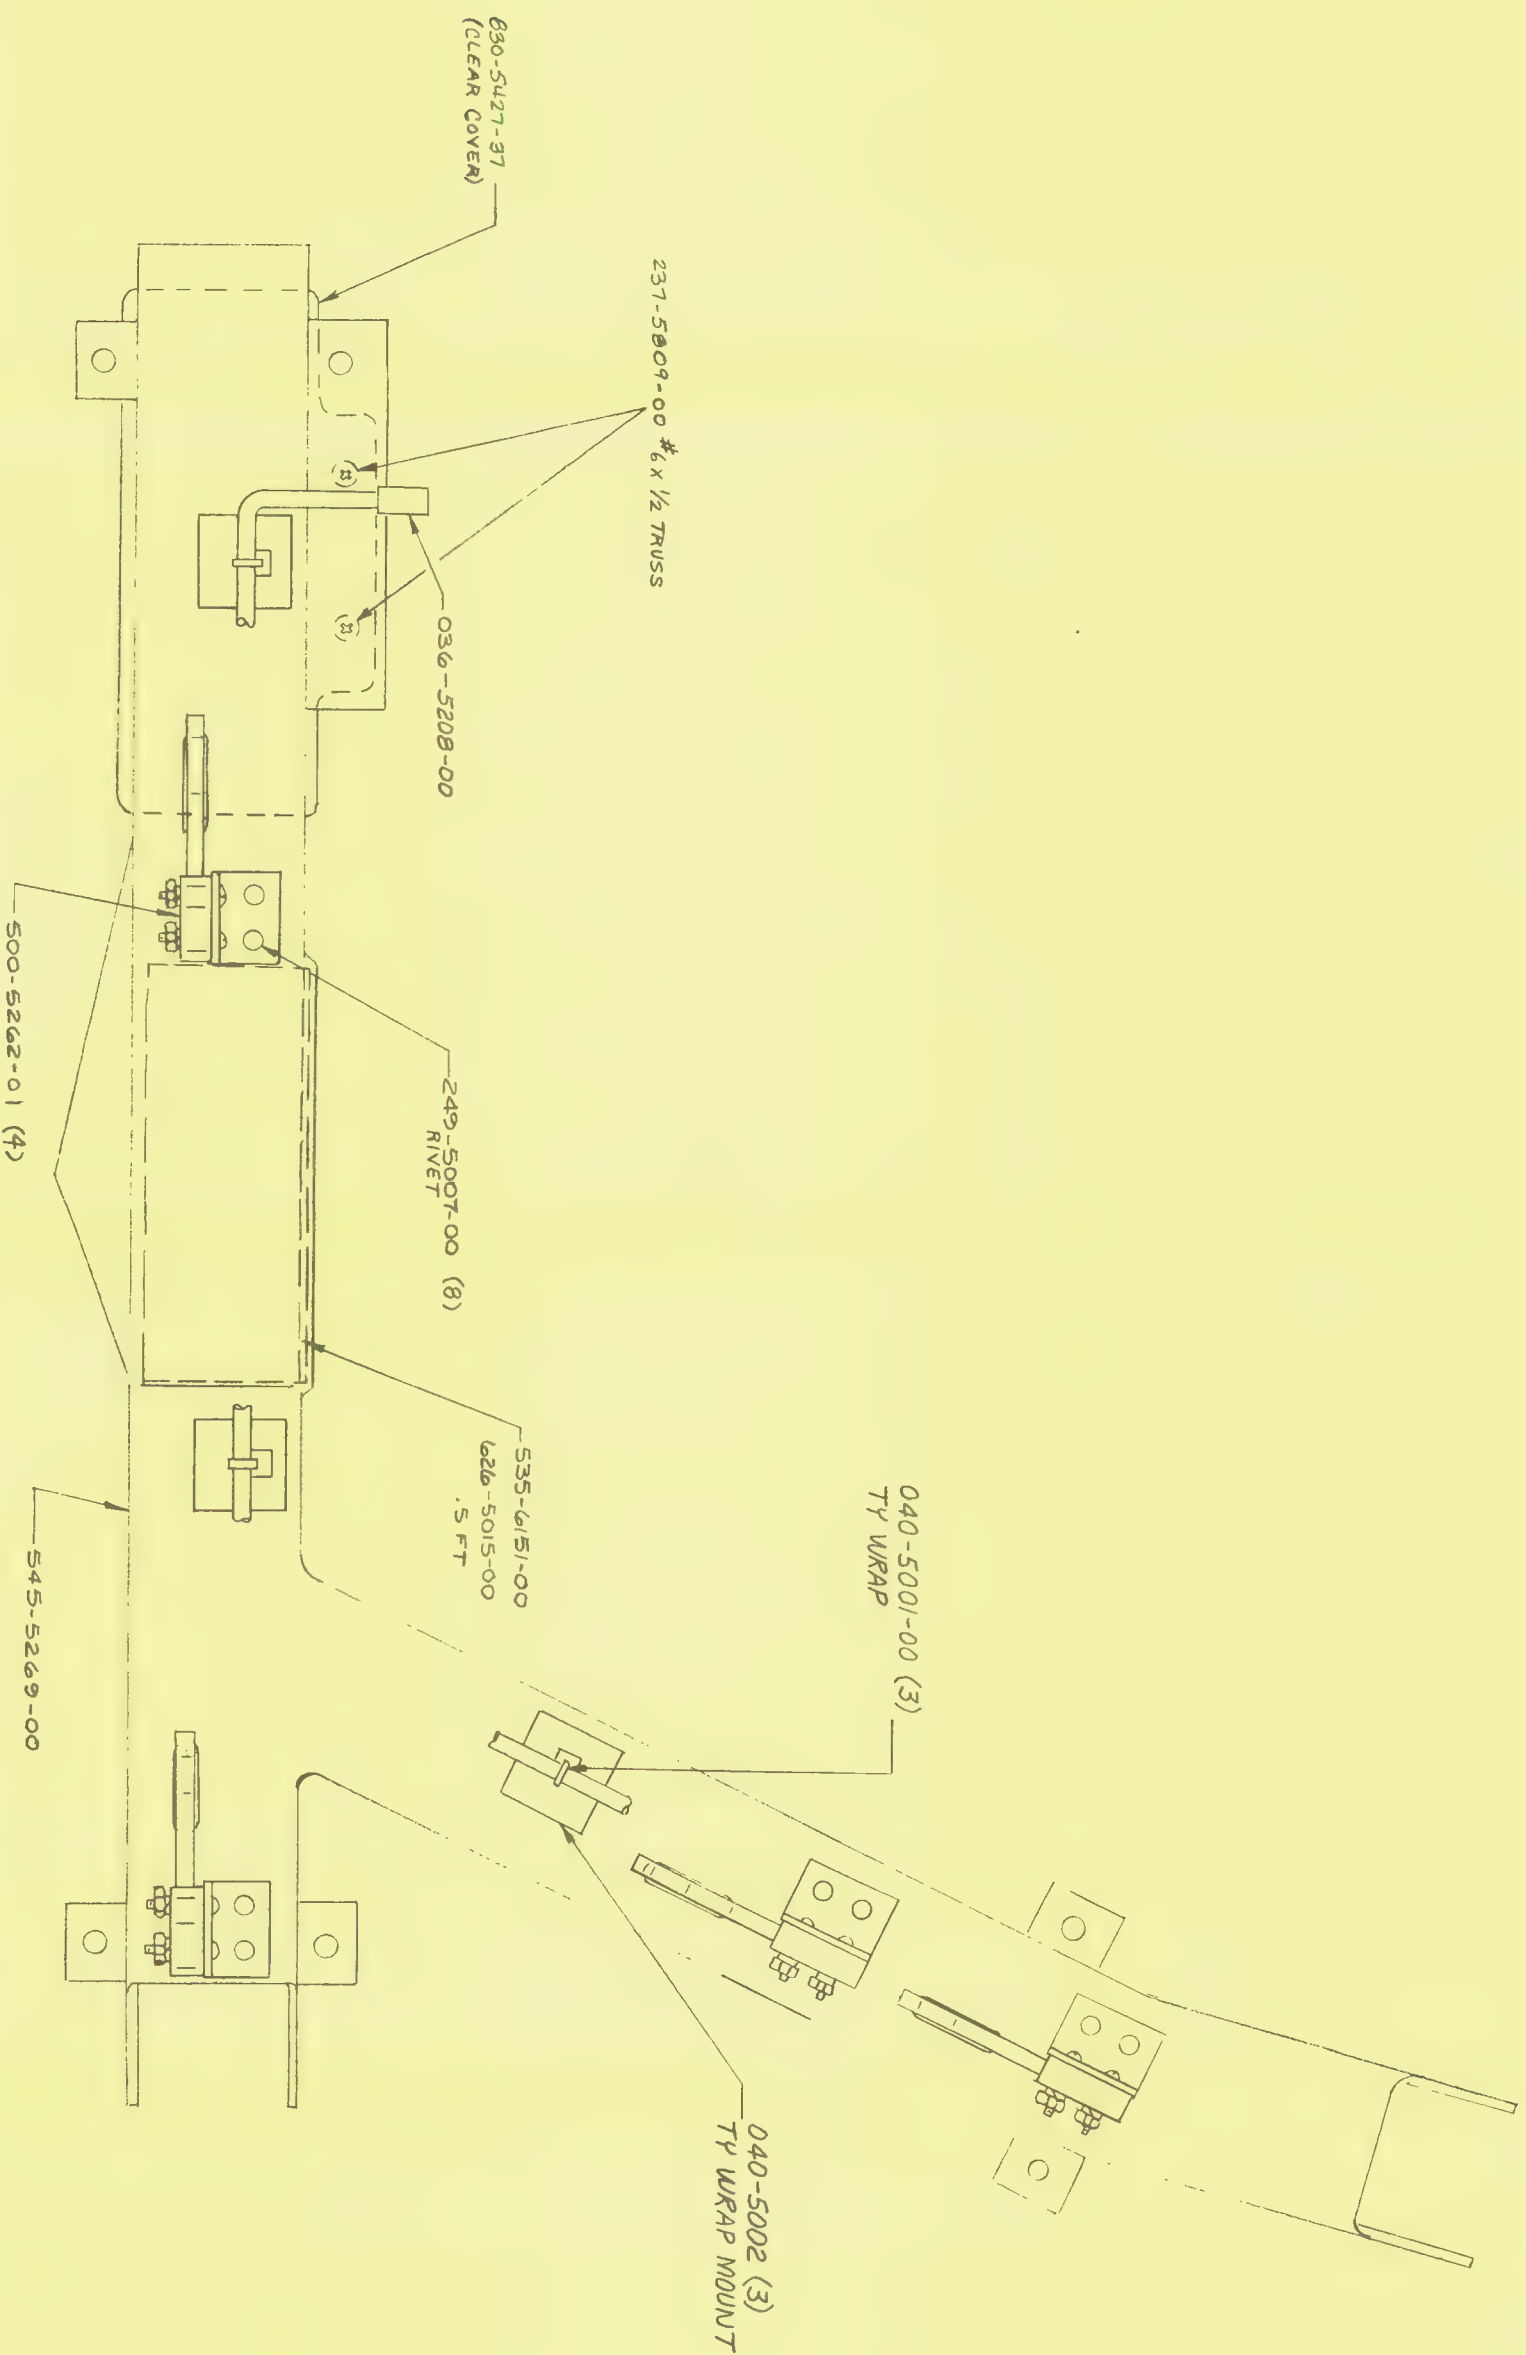 830-5427-37
(CLEAR COVER)
237-5809-00 #6 x 1/2 TRUSS
036-5208-00
249-5007-00 (8)
RIVET
500-5262-01 (4)
535-6151-00
626-5015-00
.5 FT
545-5269-00
040-5001-00 (3)
TY WRAP
040-5002 (3)
TY WRAP MOUNT